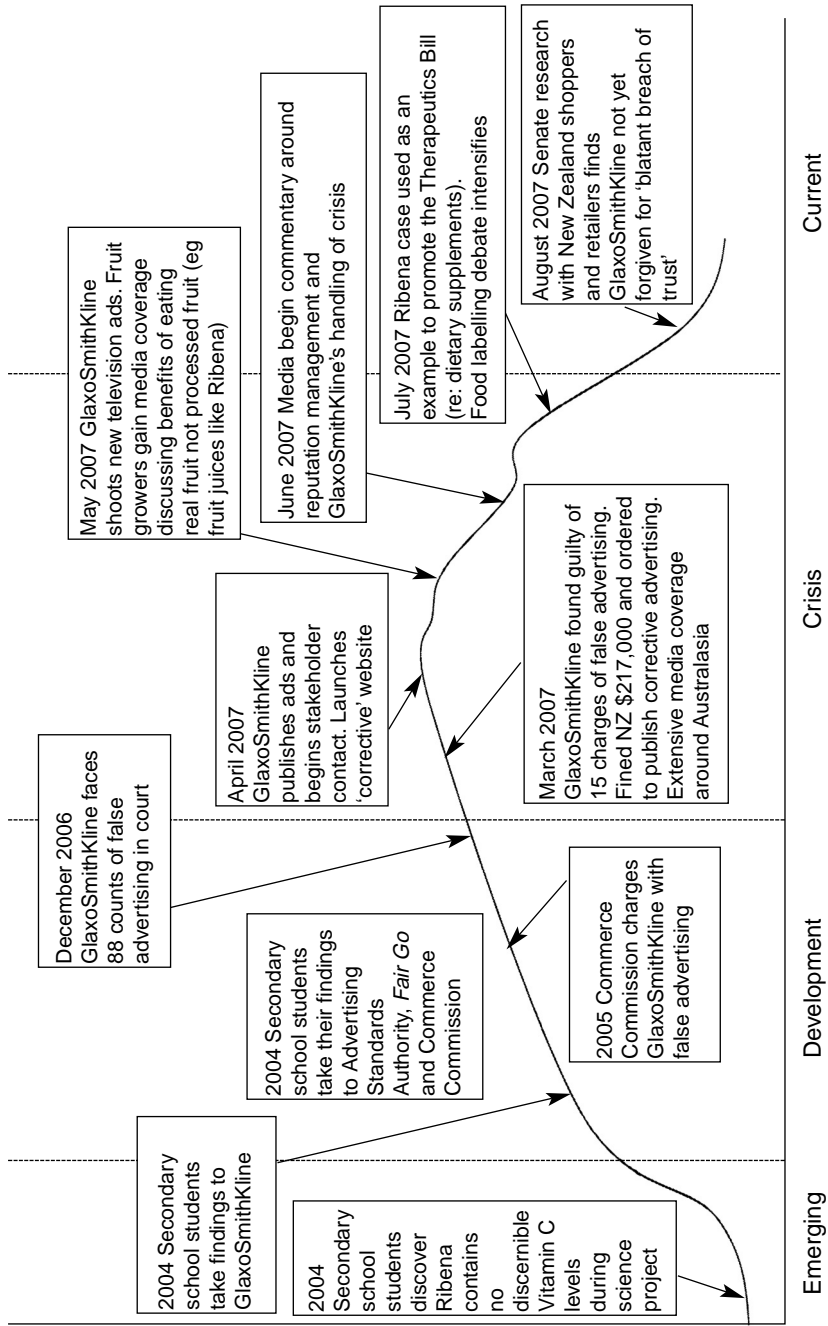 2004
Secondary
school
students
discover
Ribena
contains
no
discernible
Vitamin C
levels
during
science
project
2004 Secondary
school students
take findings to
GlaxoSmithKline
2004 Secondary
school students
take their findings
to Advertising
Standards
Authority, Fair Go
and Commerce
Commission
2005 Commerce
Commission charges
GlaxoSmithKline with
false advertising
December 2006
GlaxoSmithKline faces
88 counts of false
advertising in court
March 2007
GlaxoSmithKline found guilty of
15 charges of false advertising.
Fined NZ $217,000 and ordered
to publish corrective advertising.
Extensive media coverage
around Australasia
April 2007
GlaxoSmithKline
publishes ads and
begins stakeholder
contact. Launches
‘corrective’ website
May 2007 GlaxoSmithKline
shoots new television ads. Fruit
growers gain media coverage
discussing benefits of eating
real fruit not processed fruit (eg
fruit juices like Ribena)
June 2007 Media begin commentary around
reputation management and
GlaxoSmithKline’s handling of crisis
July 2007 Ribena case used as an
example to promote the Therapeutics Bill
(re: dietary supplements).
Food labelling debate intensifies
August 2007 Senate research
with New Zealand shoppers
and retailers finds
GlaxoSmithKline not yet
forgiven for ‘blatant breach of
trust’
Emerging
Development
Crisis
Current